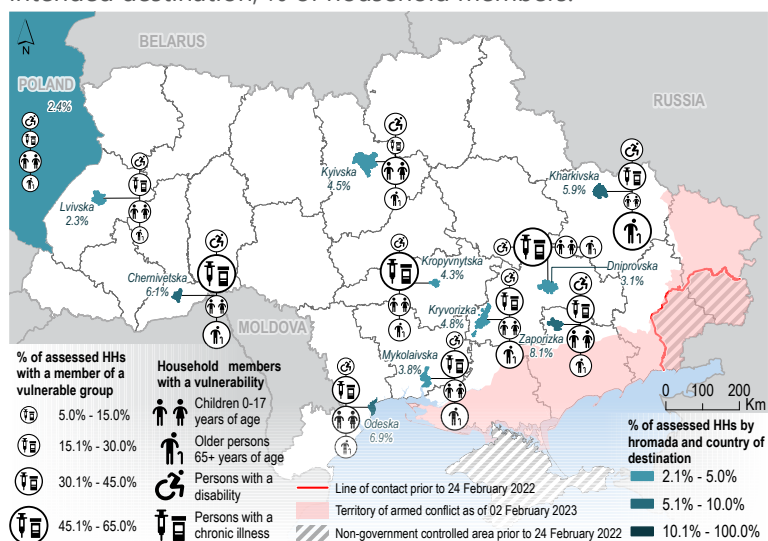 intended destination, % of household members:
N
BELARUS
POLAND
2.4%
RUSSIA
Kyivska
4.5%
Kharkivska
5.9%
Lvivska
2.3%
Chernivetska
6.1%
Kropyvnytska
4.3%
Dniprovska
3.1%
Kryvorizka
4.8%
Zaporizka
8.1%
MOLDOVA
Mykolaivska
3.8%
Odeska
6.9%
% of assessed HHs
with a member of a
vulnerable group
5.0% - 15.0%
15.1% - 30.0%
30.1% - 45.0%
45.1% - 65.0%
Household members
with a vulnerability
Children 0-17
years of age
Older persons
65+ years of age
Persons with a
disability
Persons with a
chronic illness
Line of contact prior to 24 February 2022
Territory of armed conflict as of 02 February 2023
Non-government controlled area prior to 24 February 2022
0 100 200
Km
% of assessed HHs by
hromada and country of
destination
2.1% - 5.0%
5.1% - 10.0%
10.1% - 100.0%